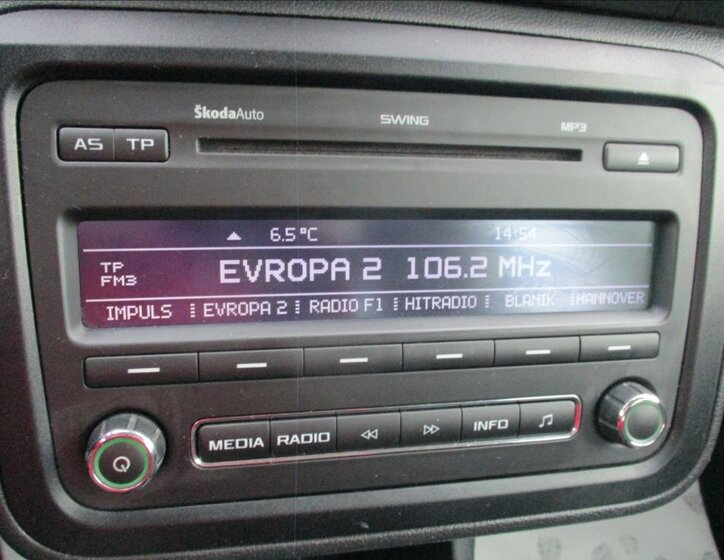 ŠkodaAuto SWING MP3
AS TP
6.5°C 14:54
TP
FM3
EVROPA 2 106.2 MHz
IMPULS EVROPA 2 RADIO F1 HITRADIO BLANIK HANNOVER
MEDIA RADIO INFO